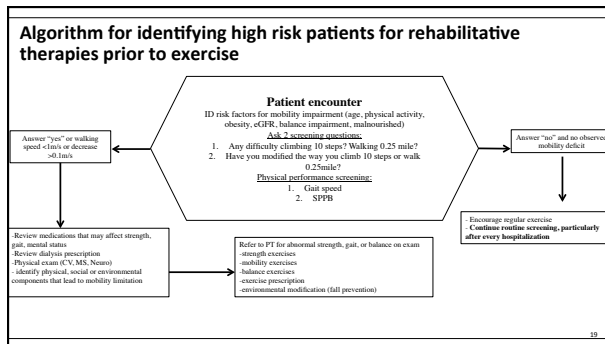 Algorithm for identifying high risk patients for rehabilitative
therapies prior to exercise
Patient encounter
ID risk factors for mobility impairment (age, physical activity,
obesity, eGFR, balance impairment, malnourished)
Ask 2 screening questions:
1. Any difficulty climbing 10 steps? Walking 0.25 mile?
2. Have you modified the way you climb 10 steps or walk
0.25mile?
Physical performance screening:
1. Gait speed
2. SPPB
Answer “yes” or walking
speed <1m/s or decrease
>0.1m/s
Answer “no” and no observed
mobility deficit
-Review medications that may affect strength,
gait, mental status
-Review dialysis prescription
-Physical exam (CV, MS, Neuro)
- identify physical, social or environmental
components that lead to mobility limitation
Refer to PT for abnormal strength, gait, or balance on exam
-strength exercises
-mobility exercises
-balance exercises
-exercise prescription
-environmental modification (fall prevention)
- Encourage regular exercise
- Continue routine screening, particularly
after every hospitalization
19